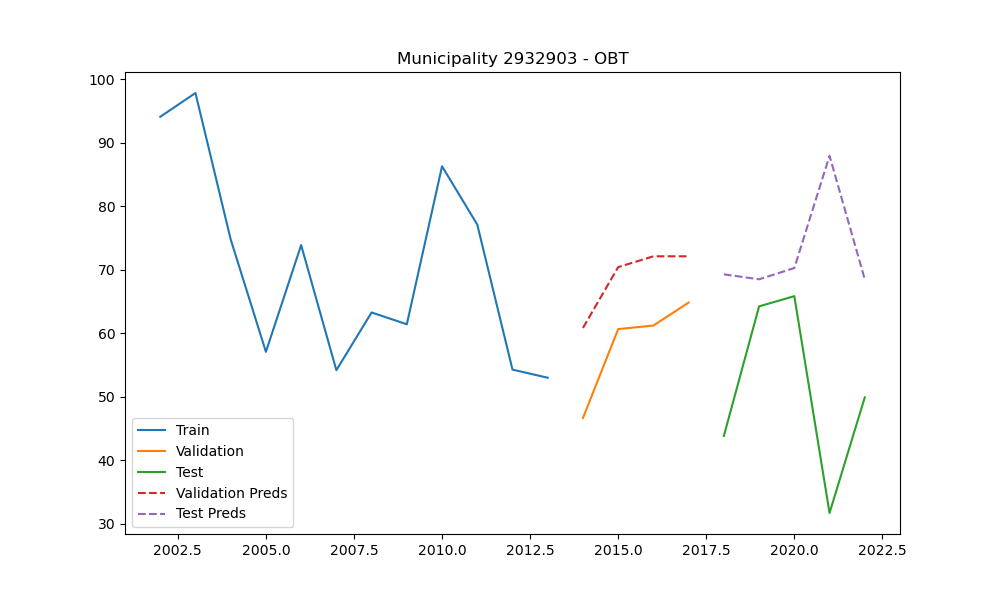 Municipality 2932903 - OBT
100
90
80
70
60
50
40
30
Train
Validation
Test
Validation Preds
Test Preds
2002.5 2005.0 2007.5 2010.0 2012.5 2015.0 2017.5 2020.0 2022.5